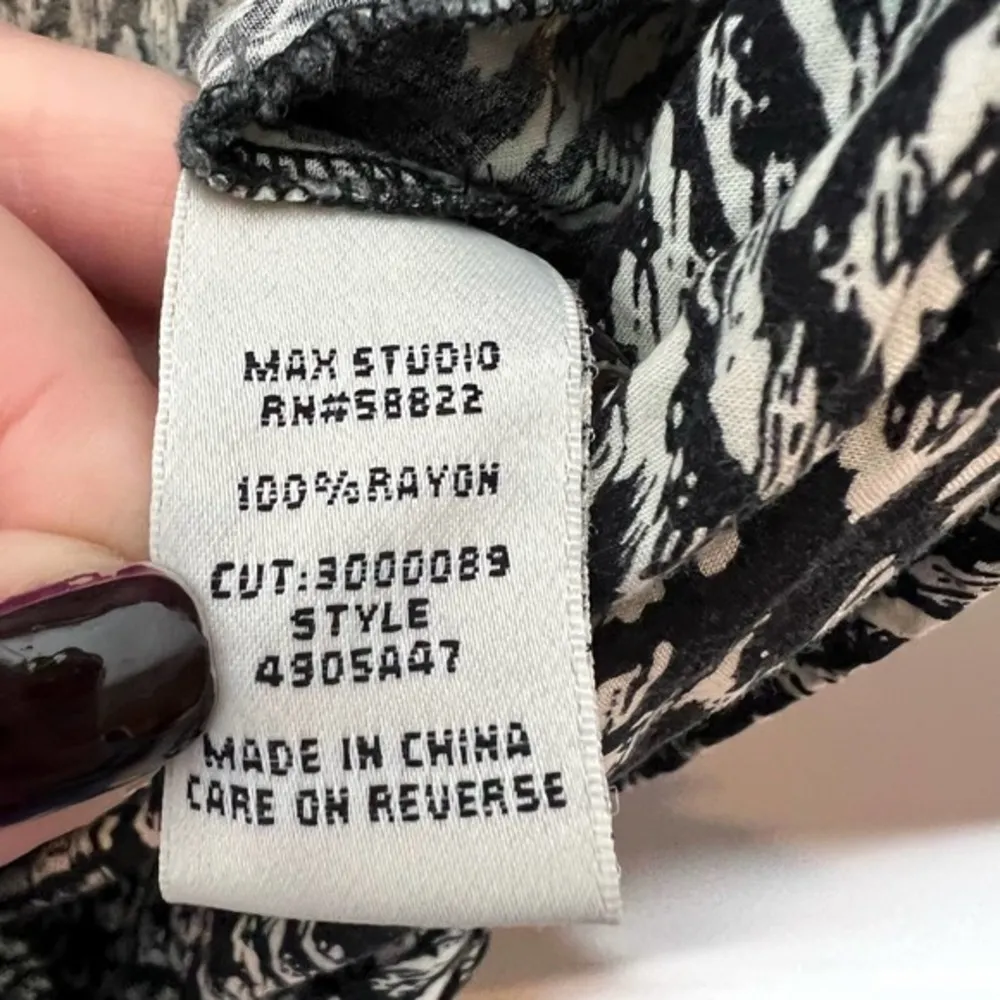 MAX STUDIO
RN#58822
100%RAYON
CUT:3000089
STYLE
4905A47
MADE IN CHINA
CARE ON REVERSE